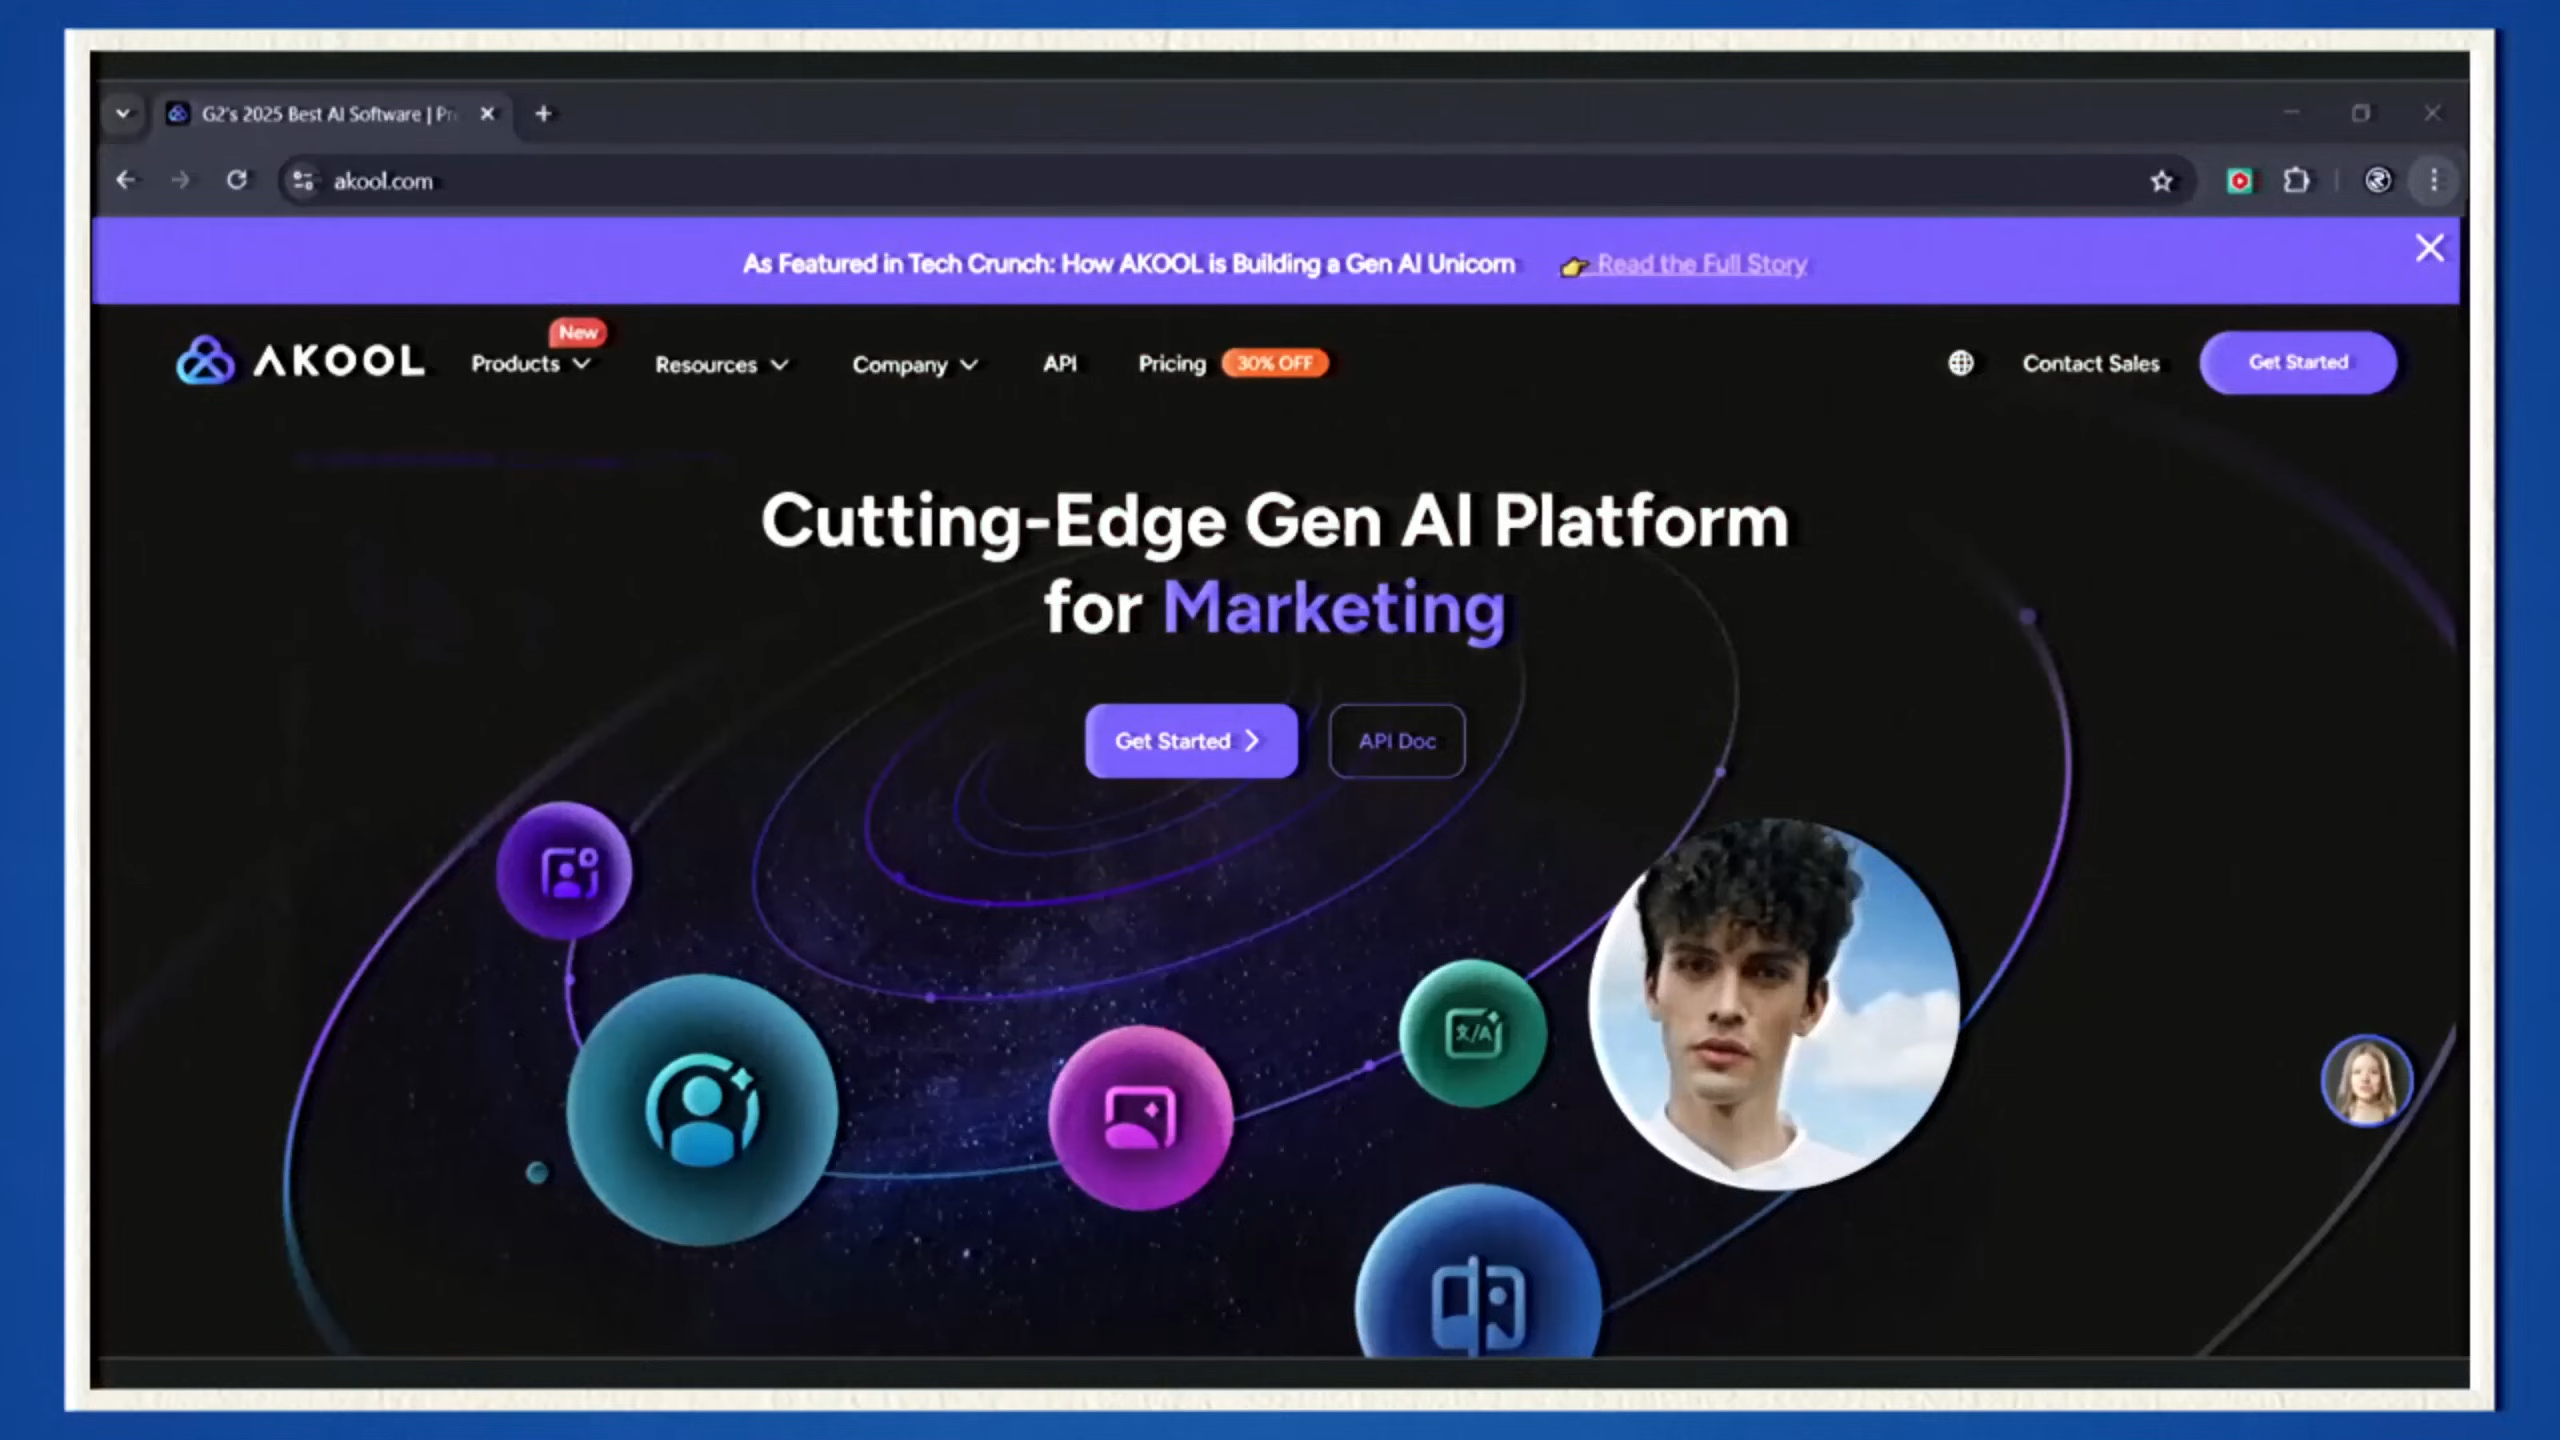 G2's 2025 Best AI Software | Pr
akool.com
As Featured in Tech Crunch: How AKOOL is Building a Gen AI Unicorn 👉 Read the Full Story
AKOOL
New
Products
Resources
Company
API
Pricing
30% OFF
Contact Sales
Get Started
Cutting-Edge Gen AI Platform
for Marketing
Get Started
API Doc
文/A